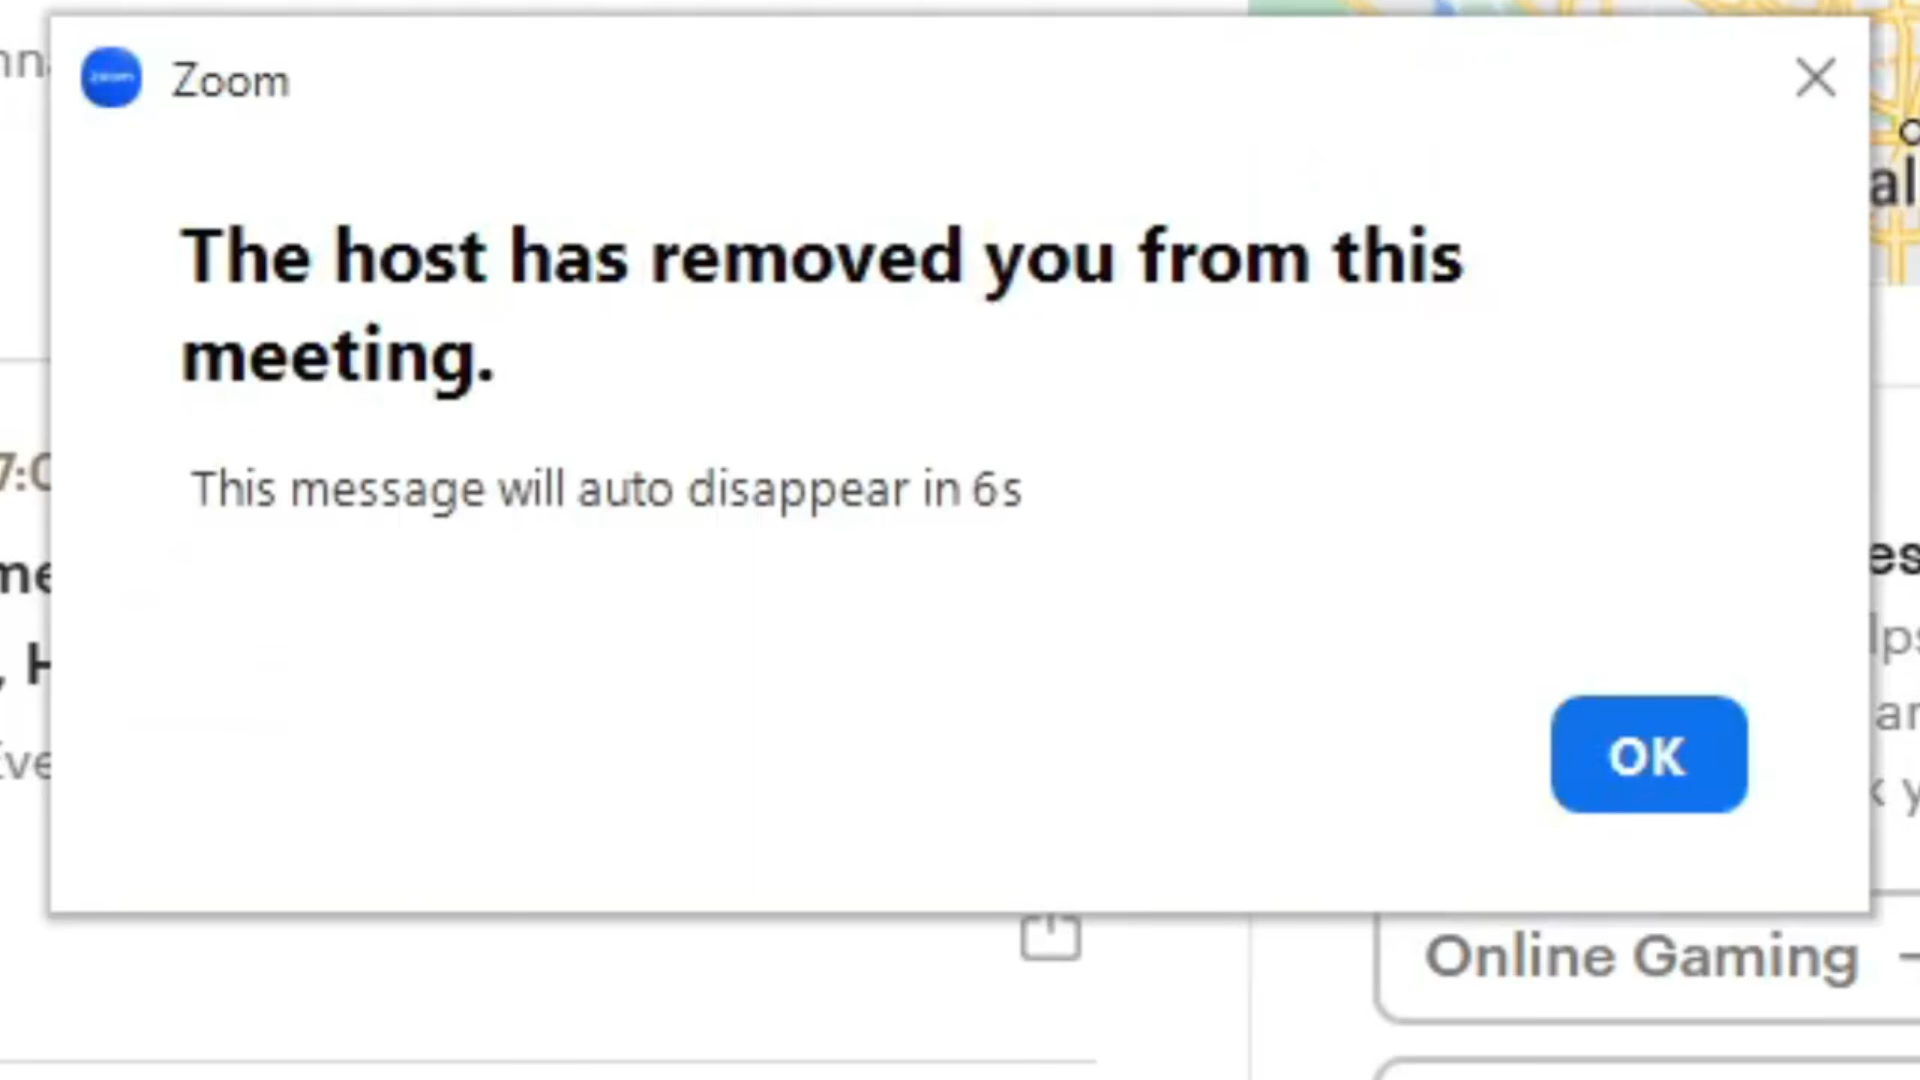 Zoom
The host has removed you from this
meeting.
This message will auto disappear in 6s
OK
Online Gaming